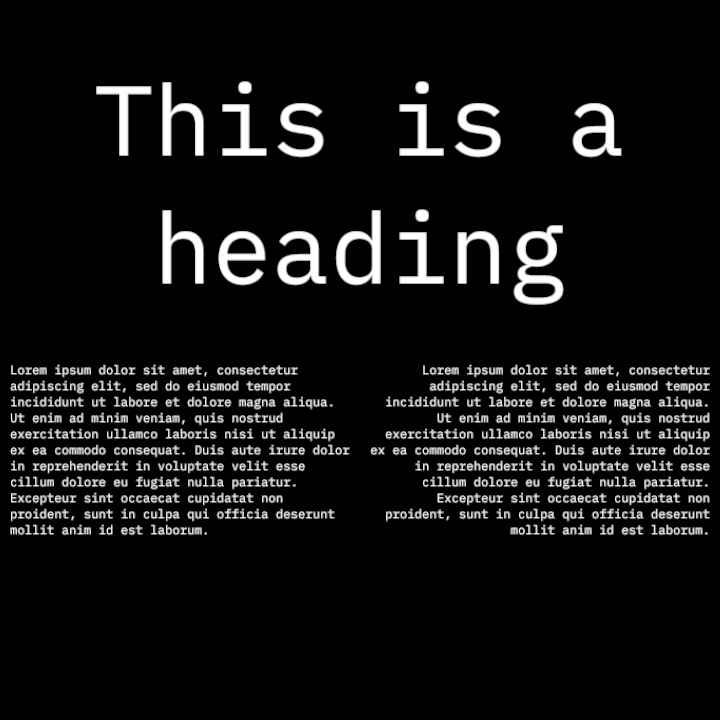 This is a
heading
Lorem ipsum dolor sit amet, consectetur
adipiscing elit, sed do eiusmod tempor
incididunt ut labore et dolore magna aliqua.
Ut enim ad minim veniam, quis nostrud
exercitation ullamco laboris nisi ut aliquip
ex ea commodo consequat. Duis aute irure dolor
in reprehenderit in voluptate velit esse
cillum dolore eu fugiat nulla pariatur.
Excepteur sint occaecat cupidatat non
proident, sunt in culpa qui officia deserunt
mollit anim id est laborum.
Lorem ipsum dolor sit amet, consectetur
adipiscing elit, sed do eiusmod tempor
incididunt ut labore et dolore magna aliqua.
Ut enim ad minim veniam, quis nostrud
exercitation ullamco laboris nisi ut aliquip
ex ea commodo consequat. Duis aute irure dolor
in reprehenderit in voluptate velit esse
cillum dolore eu fugiat nulla pariatur.
Excepteur sint occaecat cupidatat non
proident, sunt in culpa qui officia deserunt
mollit anim id est laborum.